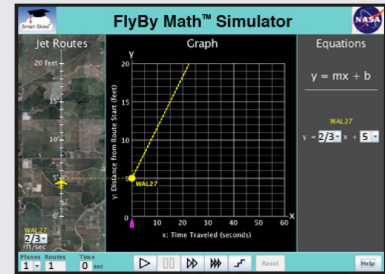 Smart Skies
FlyBy Math™ Simulator
NASA
Jet Routes
20 feet
15'
10'
5'
0'
WAL27
2/3
ft/sec
Graph
y
y: Distance from Route Start (feet)
20
15
10
5
0
WAL27
10 20 30 40 50 60 x
x: Time Traveled (seconds)
Equations
y = mx + b
WAL27
y = 2/3 x + 5
Planes Routes Time
1 1 0 sec
Reset
Help